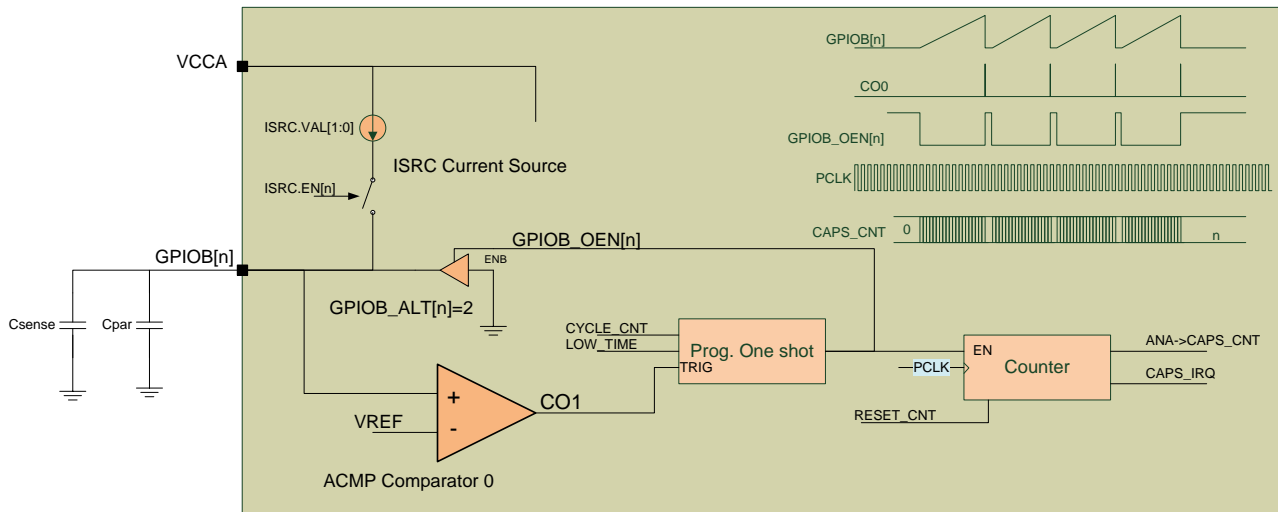 GPIOB[n]
VCCA
CO0
ISRC.VAL[1:0]
GPIOB_OEN[n]
ISRC Current Source
PCLK
ISRC.EN[n]
CAPS_CNT
0
n
GPIOB_OEN[n]
GPIOB[n]
ENB
GPIOB_ALT[n]=2
Csense
Cpar
CYCLE_CNT
LOW_TIME
TRIG
Prog. One shot
EN
PCLK
Counter
ANA->CAPS_CNT
CAPS_IRQ
+
CO1
VREF
-
RESET_CNT
ACMP Comparator 0